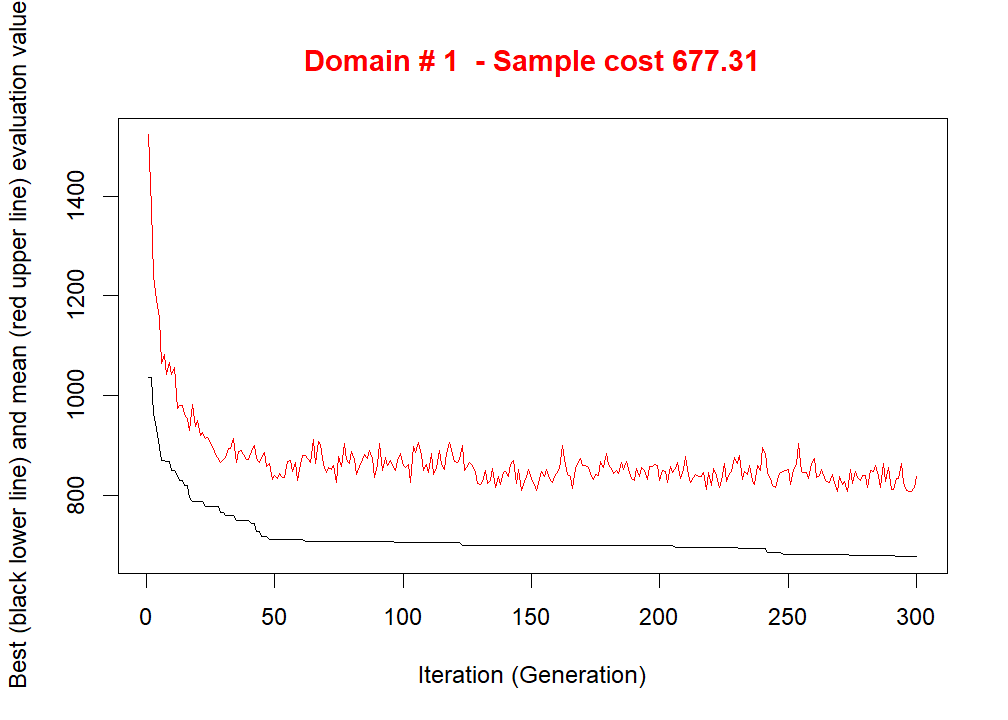 Domain # 1  - Sample cost 677.31
Best (black lower line) and mean (red upper line) evaluation value
1400
1200
1000
800
0 50 100 150 200 250 300
Iteration (Generation)